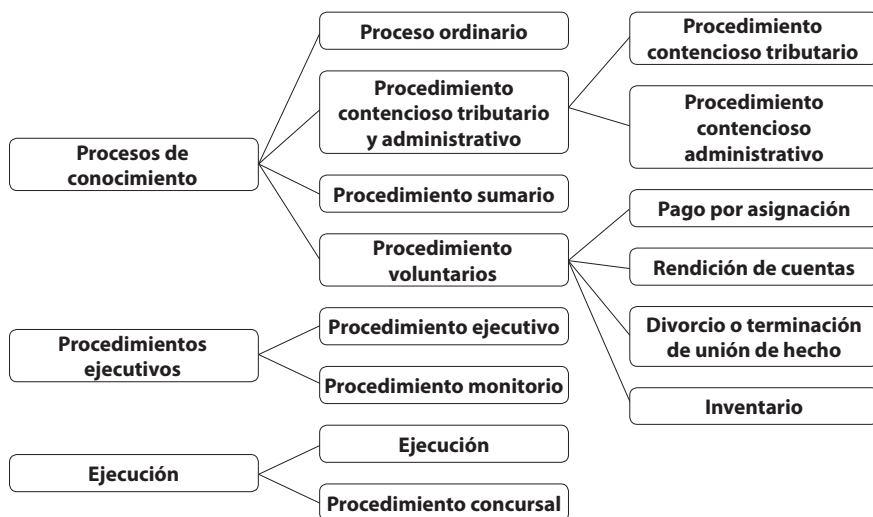 Procesos de
conocimiento
Proceso ordinario
Procedimiento
contencioso tributario
y administrativo
Procedimiento
contencioso tributario
Procedimiento
contencioso
administrativo
Procedimiento sumario
Procedimiento
voluntarios
Pago por asignación
Rendición de cuentas
Divorcio o terminación
de unión de hecho
Inventario
Procedimientos
ejecutivos
Procedimiento ejecutivo
Procedimiento monitorio
Ejecución
Ejecución
Procedimiento concursal